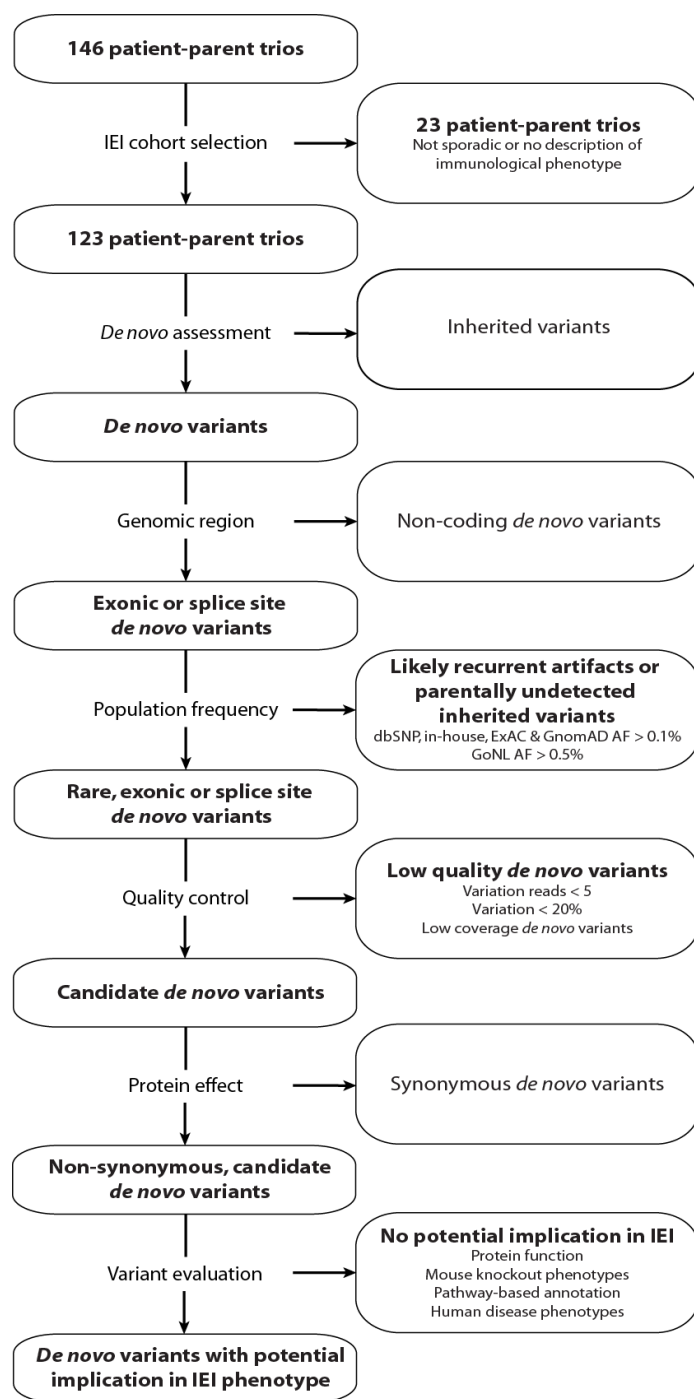 146 patient-parent trios
IEI cohort selection
23 patient-parent trios
Not sporadic or no description of
immunological phenotype
123 patient-parent trios
De novo assessment
Inherited variants
De novo variants
Genomic region
Non-coding de novo variants
Exonic or splice site
de novo variants
Population frequency
Likely recurrent artifacts or
parentally undetected
inherited variants
dbSNP, in-house, ExAC & GnomAD AF > 0.1%
GoNL AF > 0.5%
Rare, exonic or splice site
de novo variants
Quality control
Low quality de novo variants
Variation reads < 5
Variation < 20%
Low coverage de novo variants
Candidate de novo variants
Protein effect
Synonymous de novo variants
Non-synonymous, candidate
de novo variants
Variant evaluation
No potential implication in IEI
Protein function
Mouse knockout phenotypes
Pathway-based annotation
Human disease phenotypes
De novo variants with potential
implication in IEI phenotype